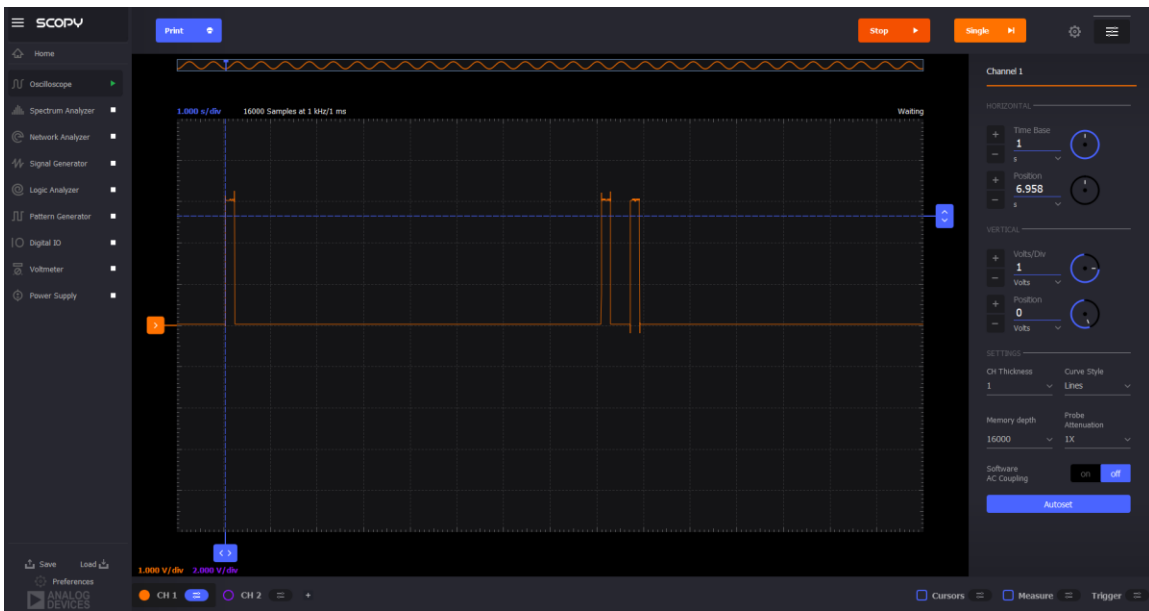 SCOPY
Print
Stop
Single
Home
Oscilloscope
Spectrum Analyzer
Network Analyzer
Signal Generator
Logic Analyzer
Pattern Generator
Digital IO
Voltmeter
Power Supply
Save Load
Preferences
ANALOG
DEVICES
1.000 s/div 16000 Samples at 1 kHz/1 ms Waiting
1.000 V/div 2.000 V/div
CH 1 CH 2 + Cursors Measure Trigger
Channel 1
HORIZONTAL
Time Base
1
s
Position
6.958
s
VERTICAL
Volts/Div
1
Volts
Position
0
Volts
SETTINGS
CH Thickness Curve Style
1 Lines
Memory depth Probe
Attenuation
16000 1X
Software
AC Coupling on off
Autoset